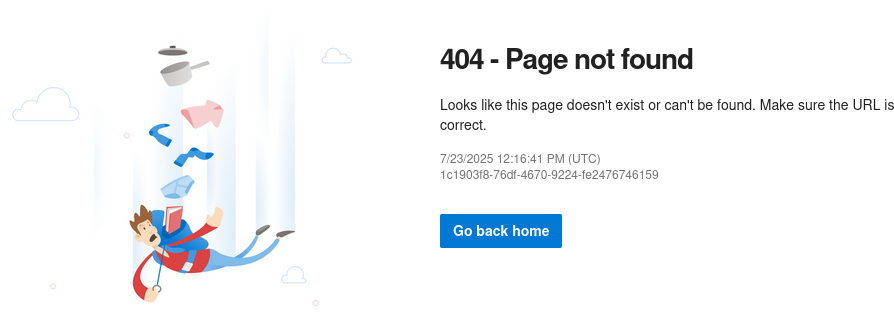 404 - Page not found
Looks like this page doesn't exist or can't be found. Make sure the URL is
correct.
7/23/2025 12:16:41 PM (UTC)
1c1903f8-76df-4670-9224-fe2476746159
Go back home